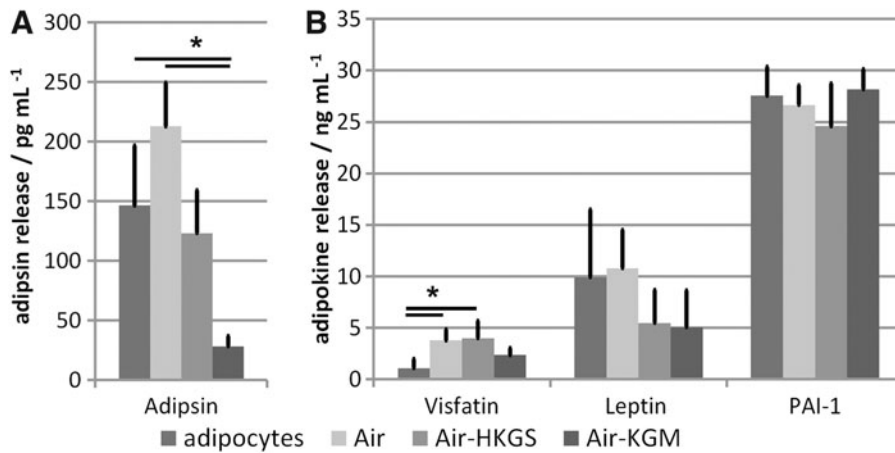 A
adipsin release / pg mL⁻¹
300
250
200
150
100
50
0
*
Adipsin
B
adipokine release / ng mL⁻¹
35
30
25
20
15
10
5
0
*
Visfatin
Leptin
PAI-1
adipocytes Air Air-HKGS Air-KGM